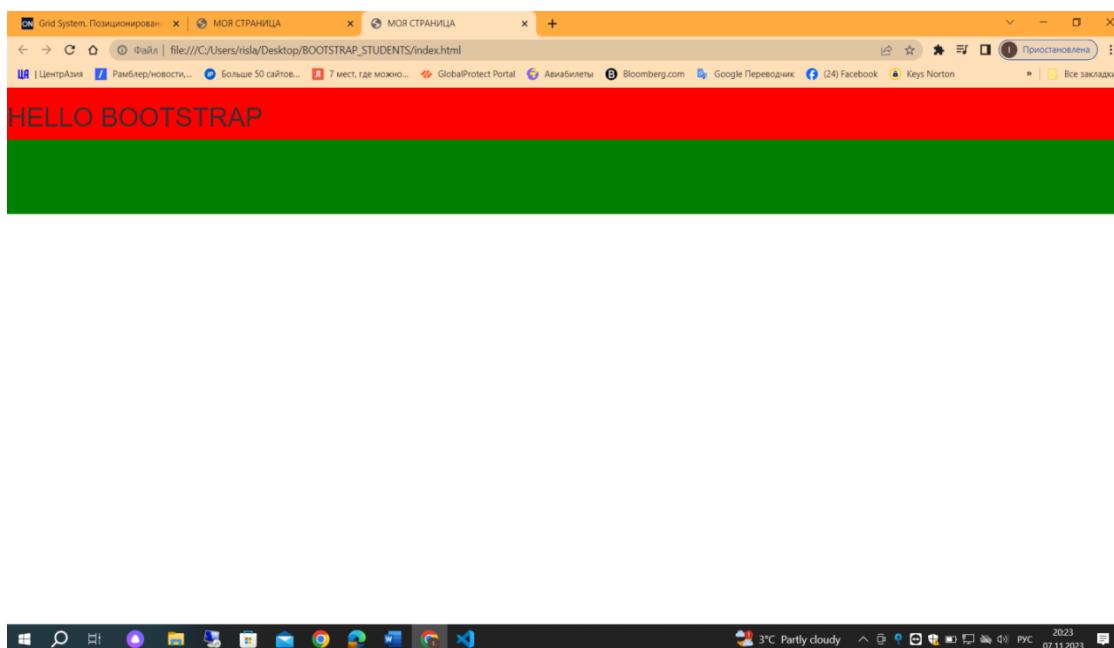 Grid System. Позиционирован
МОЯ СТРАНИЦА
МОЯ СТРАНИЦА
Файл | file:///C:/Users/risla/Desktop/BOOTSTRAP_STUDENTS/index.html
Приостановлена
| ЦентрАзия Рамблер/новости,... Больше 50 сайтов... 7 мест, где можно... GlobalProtect Portal Авиабилеты Bloomberg.com Google Переводчик (24) Facebook Keys Norton » Все закладки
HELLO BOOTSTRAP
3°C Partly cloudy РУС 20:23
07.11.2023